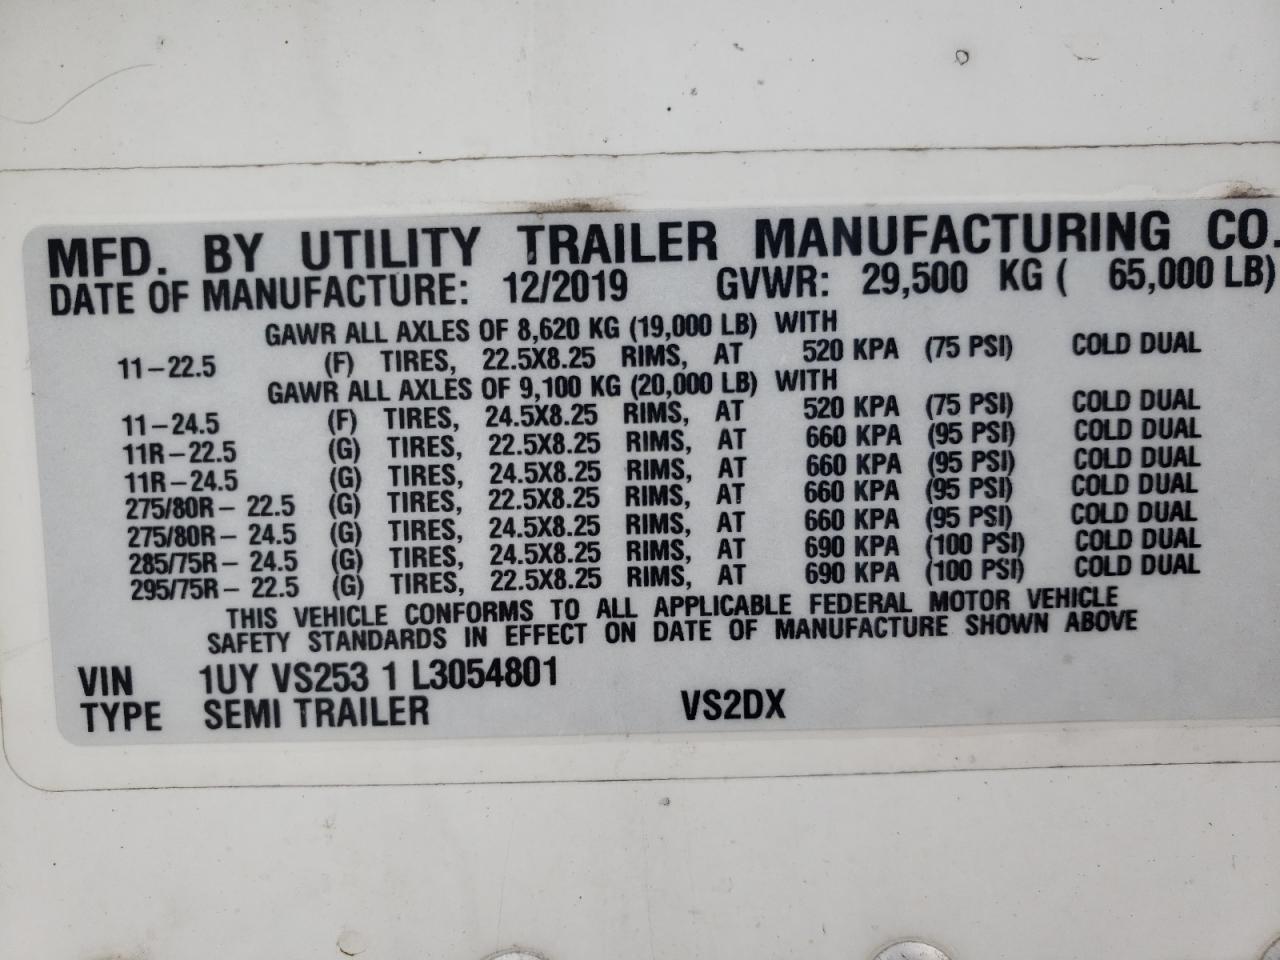 MFD. BY UTILITY TRAILER MANUFACTURING CO.
DATE OF MANUFACTURE: 12/2019 GVWR: 29,500 KG ( 65,000 LB)
GAWR ALL AXLES OF 8,620 KG (19,000 LB) WITH
11-22.5 (F) TIRES, 22.5X8.25 RIMS, AT 520 KPA (75 PSI) COLD DUAL
GAWR ALL AXLES OF 9,100 KG (20,000 LB) WITH
11-24.5 (F) TIRES, 24.5X8.25 RIMS, AT 520 KPA (75 PSI) COLD DUAL
11R-22.5 (G) TIRES, 22.5X8.25 RIMS, AT 660 KPA (95 PSI) COLD DUAL
11R-24.5 (G) TIRES, 24.5X8.25 RIMS, AT 660 KPA (95 PSI) COLD DUAL
275/80R- 22.5 (G) TIRES, 22.5X8.25 RIMS, AT 660 KPA (95 PSI) COLD DUAL
275/80R- 24.5 (G) TIRES, 24.5X8.25 RIMS, AT 660 KPA (95 PSI) COLD DUAL
285/75R- 24.5 (G) TIRES, 24.5X8.25 RIMS, AT 690 KPA (100 PSI) COLD DUAL
295/75R- 22.5 (G) TIRES, 22.5X8.25 RIMS, AT 690 KPA (100 PSI) COLD DUAL
THIS VEHICLE CONFORMS TO ALL APPLICABLE FEDERAL MOTOR VEHICLE
SAFETY STANDARDS IN EFFECT ON DATE OF MANUFACTURE SHOWN ABOVE
VIN 1UY VS253 1 L3054801
TYPE SEMI TRAILER VS2DX